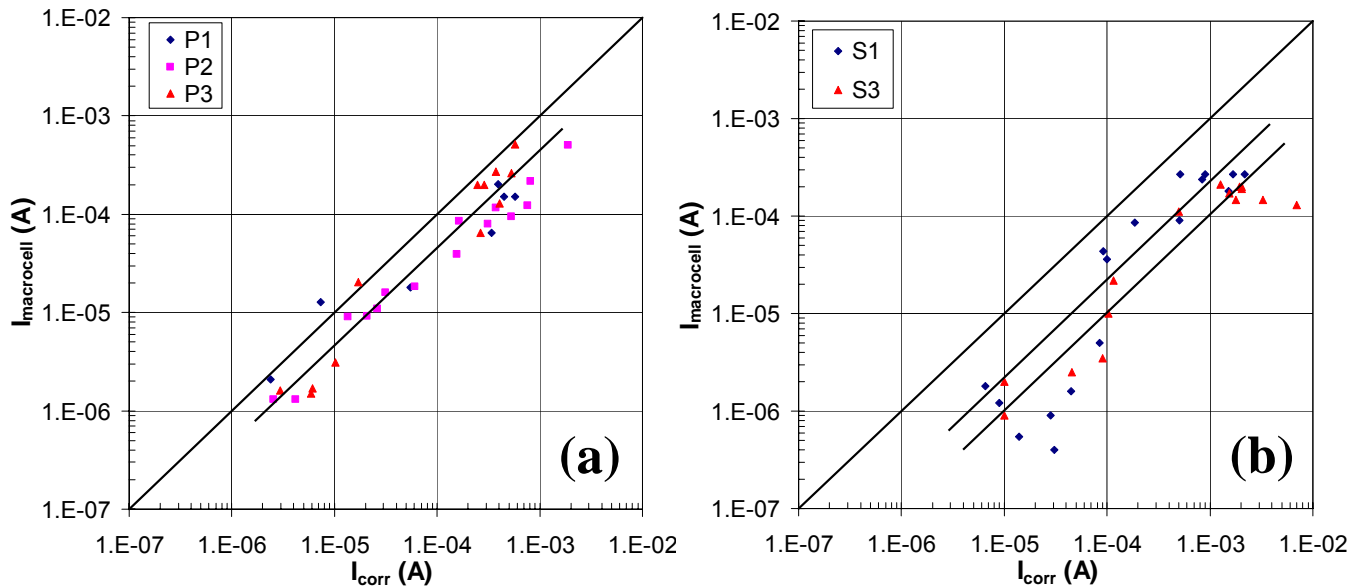 1.E-02
P1
P2
P3
1.E-03
1.E-04
1.E-05
1.E-06
1.E-07
Imacrocell (A)
(a)
1.E-07 1.E-06 1.E-05 1.E-04 1.E-03 1.E-02
Icorr (A)
1.E-02
S1
S3
1.E-03
1.E-04
1.E-05
1.E-06
1.E-07
Imacrocell (A)
(b)
1.E-07 1.E-06 1.E-05 1.E-04 1.E-03 1.E-02
Icorr (A)